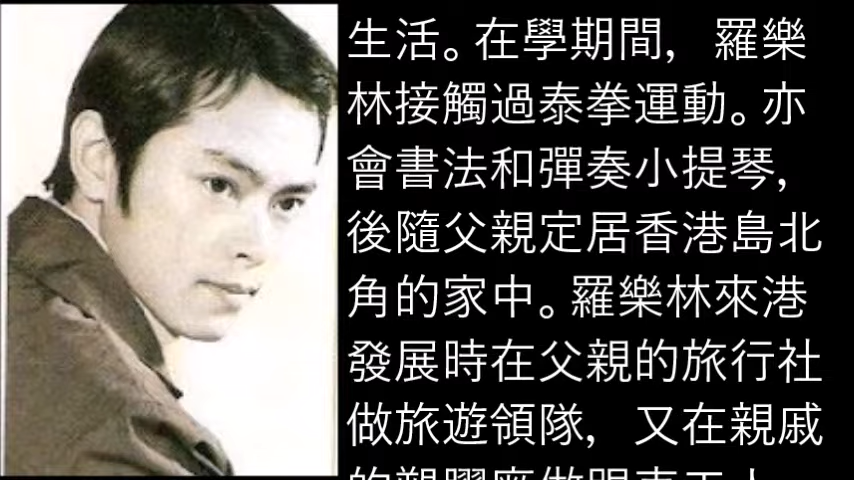 生活。在學期間，羅樂
林接觸過泰拳運動。亦
會書法和彈奏小提琴，
後隨父親定居香港島北
角的家中。羅樂林來港
發展時在父親的旅行社
做旅遊領隊，又在親戚